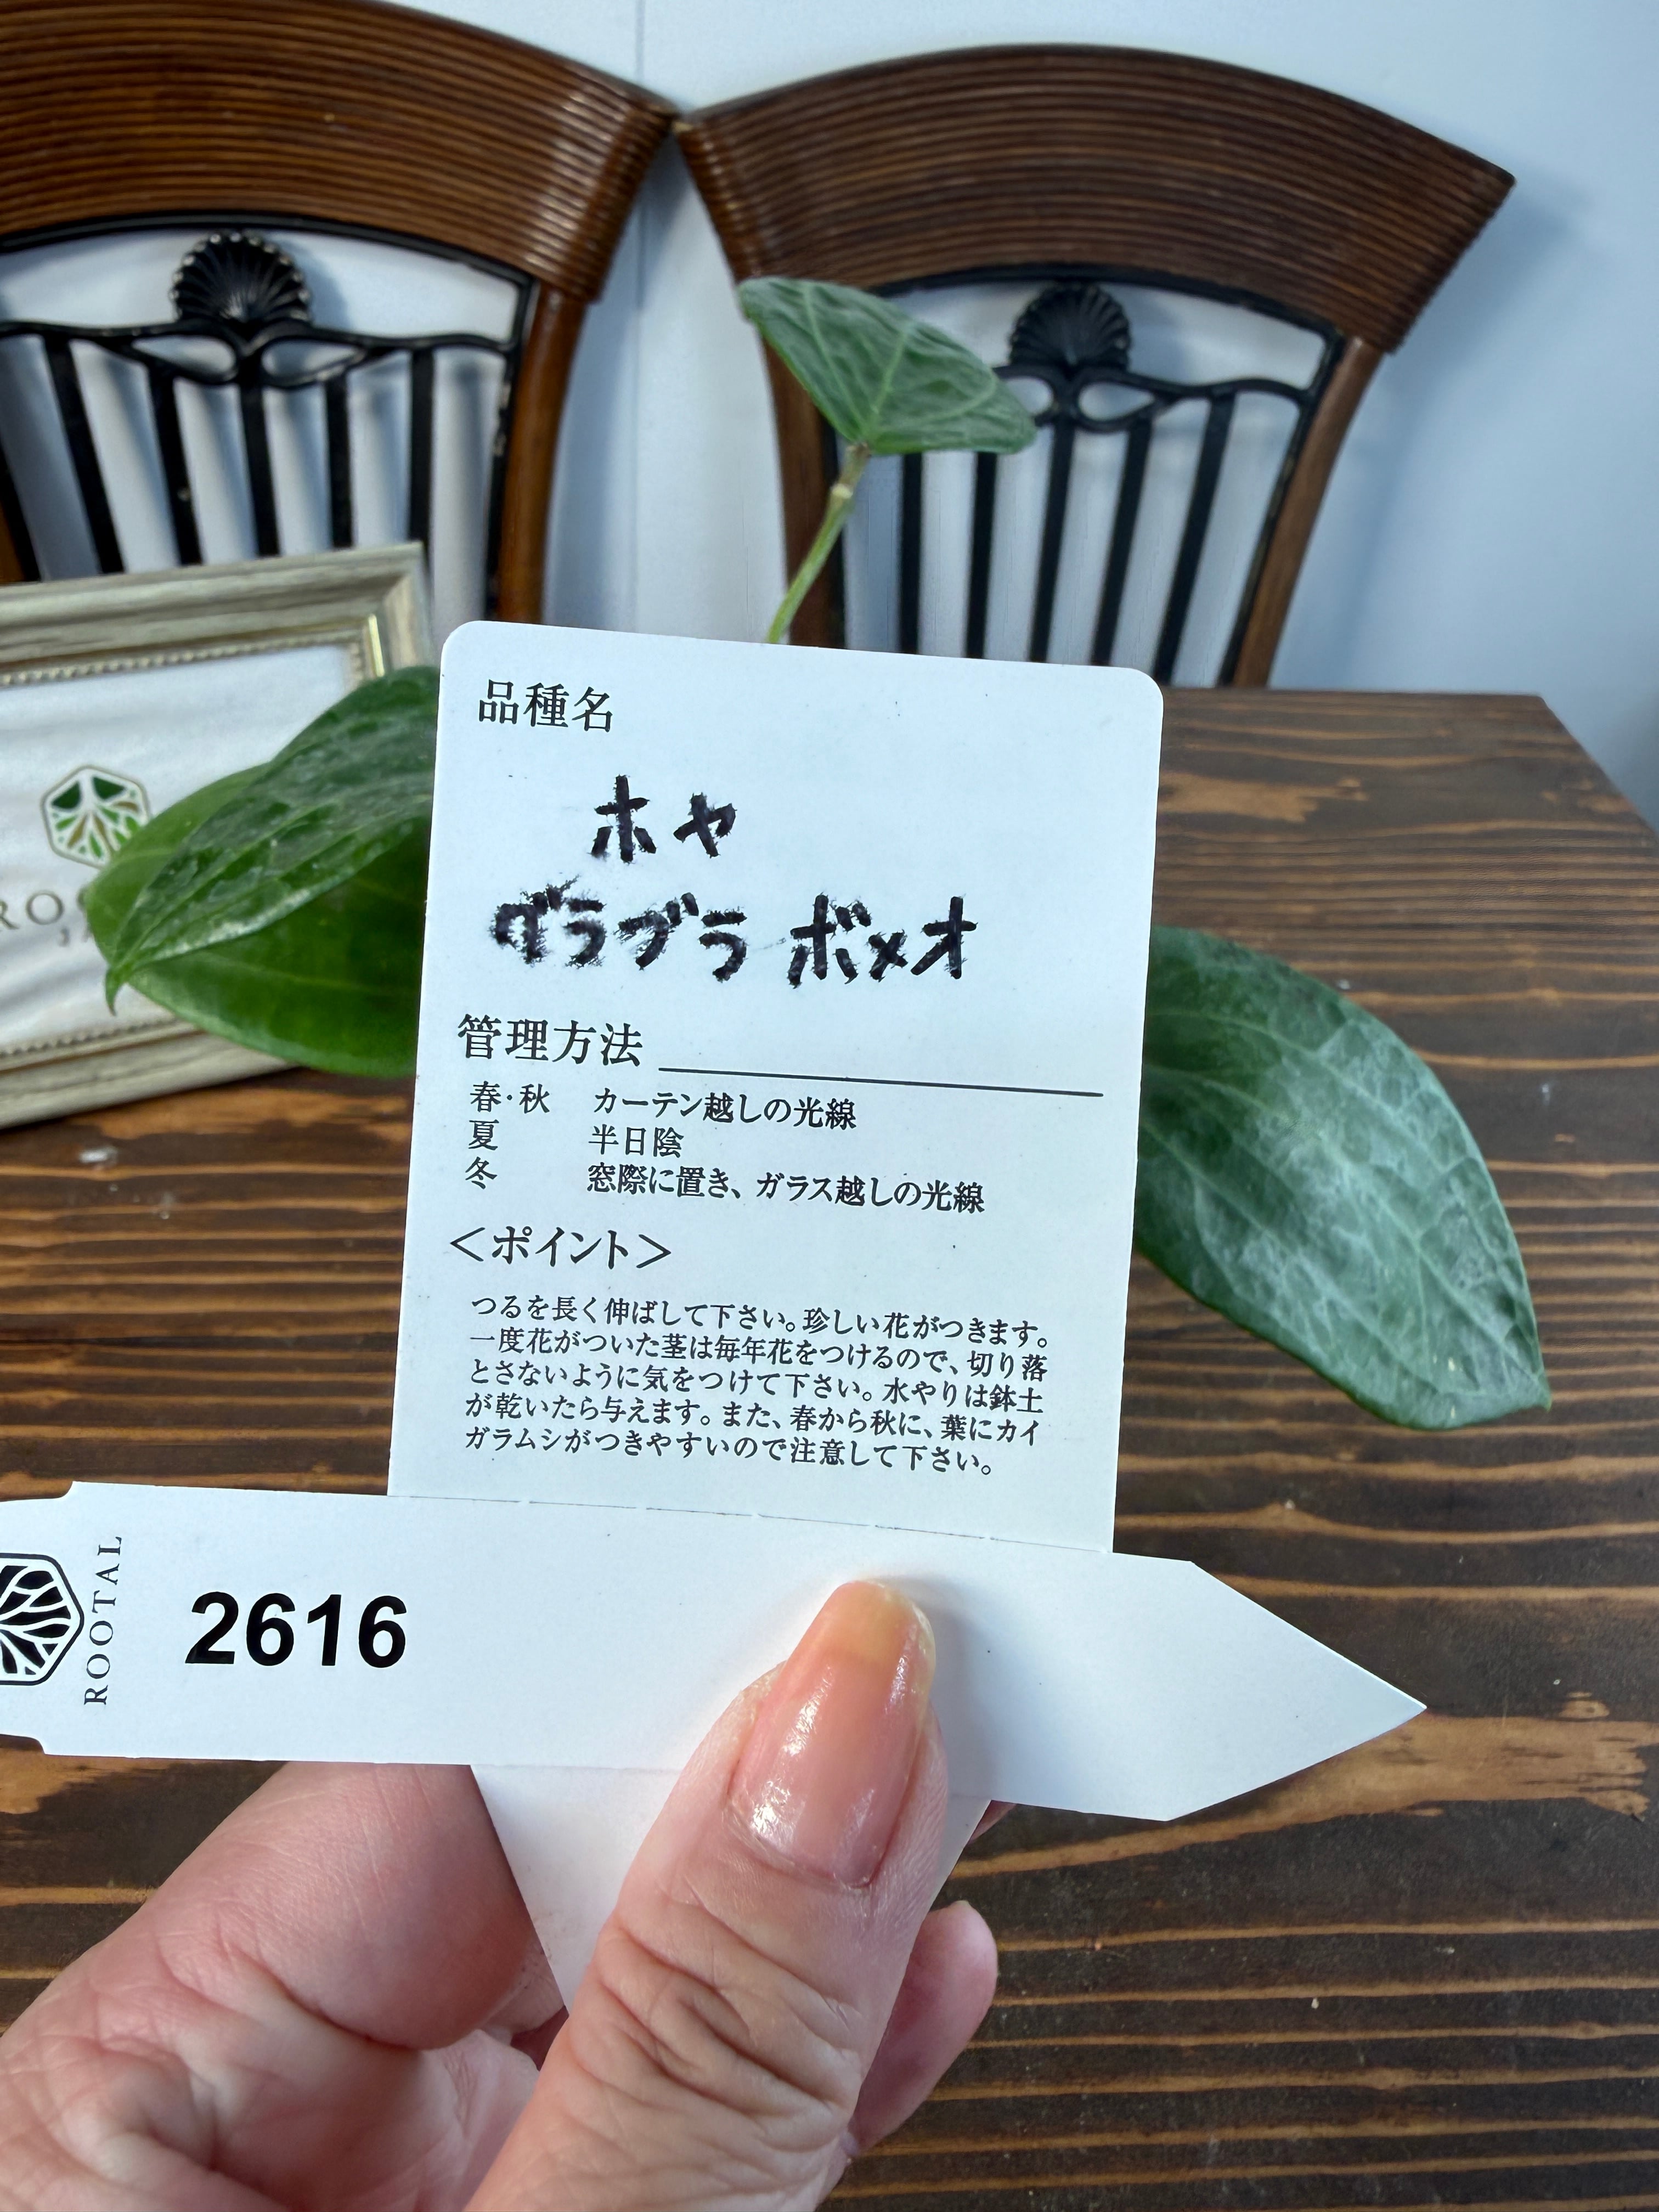 品種名
ホヤ
グラブラ ボメオ
管理方法
春・秋 カーテン越しの光線
夏 半日陰
冬 窓際に置き、ガラス越しの光線
＜ポイント＞
つるを長く伸ばして下さい。珍しい花がつきます。
一度花がついた茎は毎年花をつけるので、切り落
とさないように気をつけて下さい。水やりは鉢土
が乾いたら与えます。また、春から秋に、葉にカイ
ガラムシがつきやすいので注意して下さい。
ROOTAL
2616